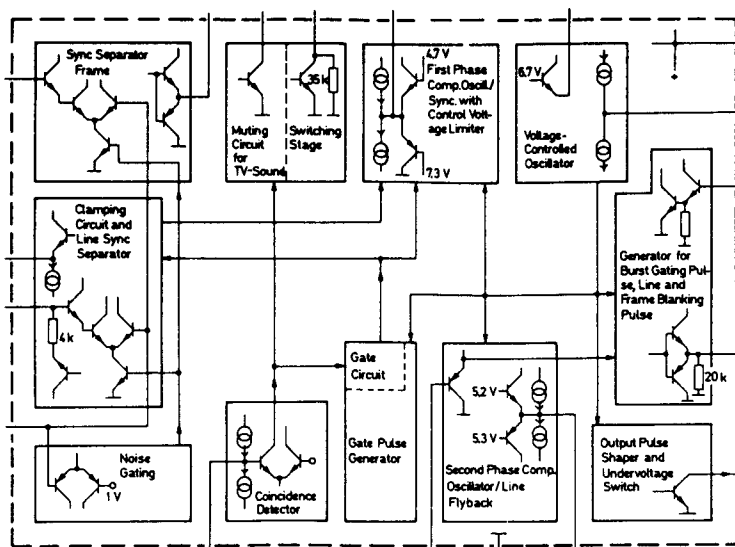 Sync Separator
Frame
35k
Muting
Circuit
for
TV-Sound
Switching
Stage
4.7 V
First Phase
Comp. Oscill./
Sync. with
Control Volt-
age Limiter
7.3 V
6.7 V
Voltage-
Controlled
Oscillator
Clamping
Circuit and
Line Sync
Separator
4 k
Generator for
Burst Gating Pul-
se, Line and
Frame Blanking
Pulse
20 k
Gate
Circuit
Gate Pulse
Generator
5.2 V
5.3 V
Second Phase Comp.
Oscillator / Line
Flyback
Noise
Gating
1 V
Coincidence
Detector
Output Pulse
Shaper and
Undervoltage
Switch